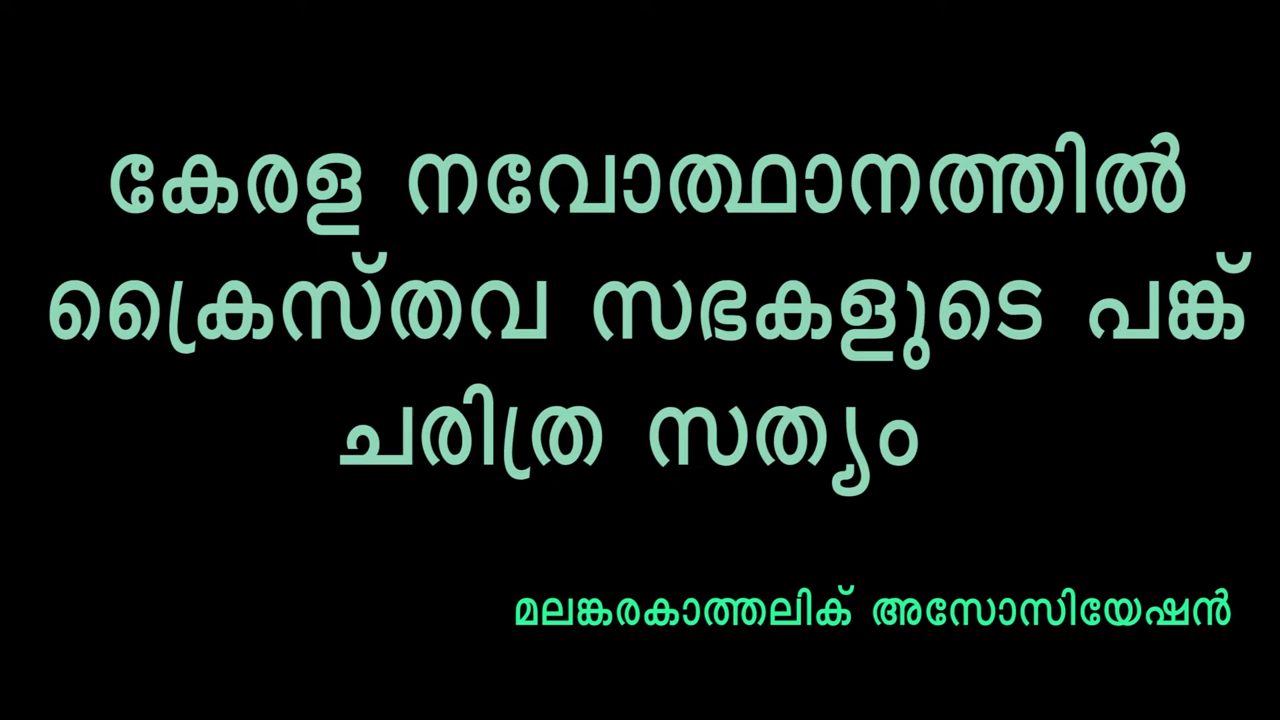 കേരള നവോത്ഥാനത്തിൽ
ക്രൈസ്തവ സഭകളുടെ പങ്ക്
ചരിത്ര സത്യം
മലങ്കരകാത്തലിക് അസോസിയേഷൻ